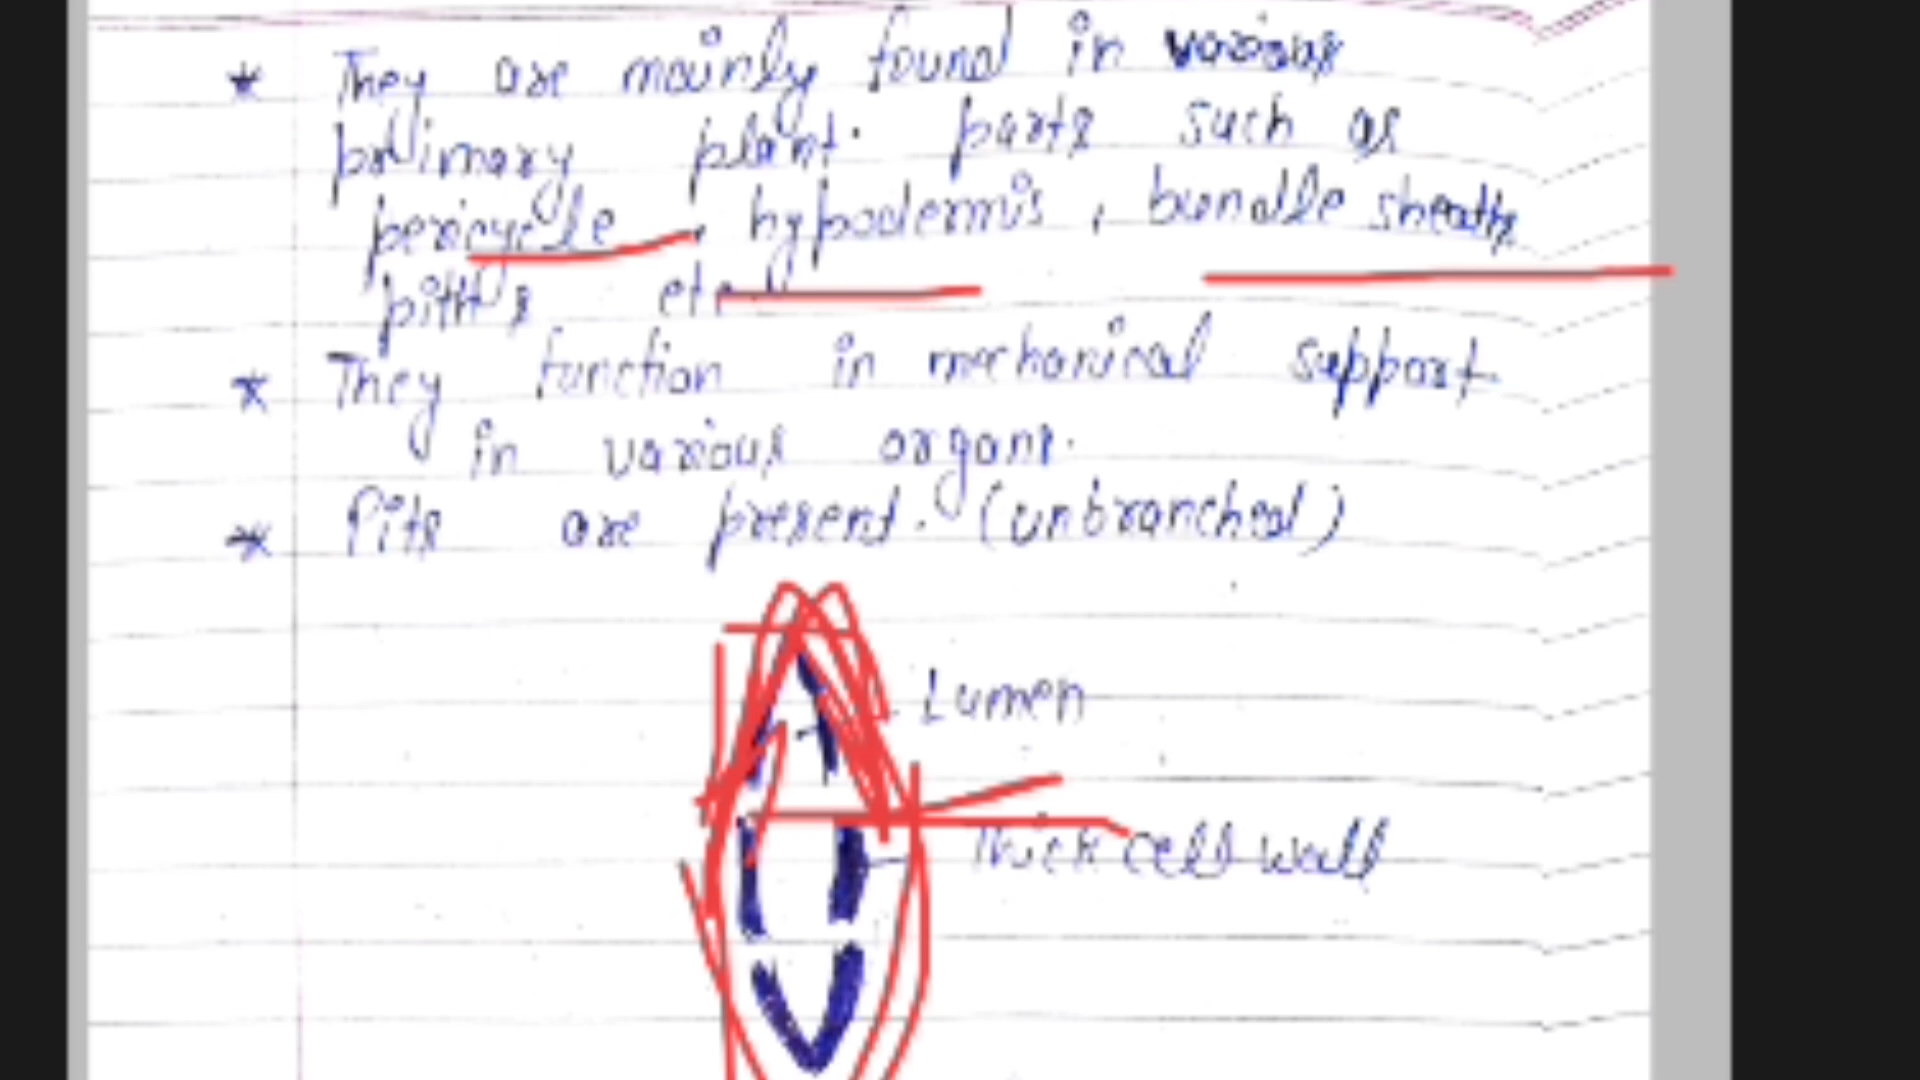 * They are mainly found in various
primary plant parts such as
pericycle, hypodermis, bundle sheath,
piths etc.
* They function in mechanical support
in various organs.
* Pits are present. (unbranched)
Lumen
Thick cell wall